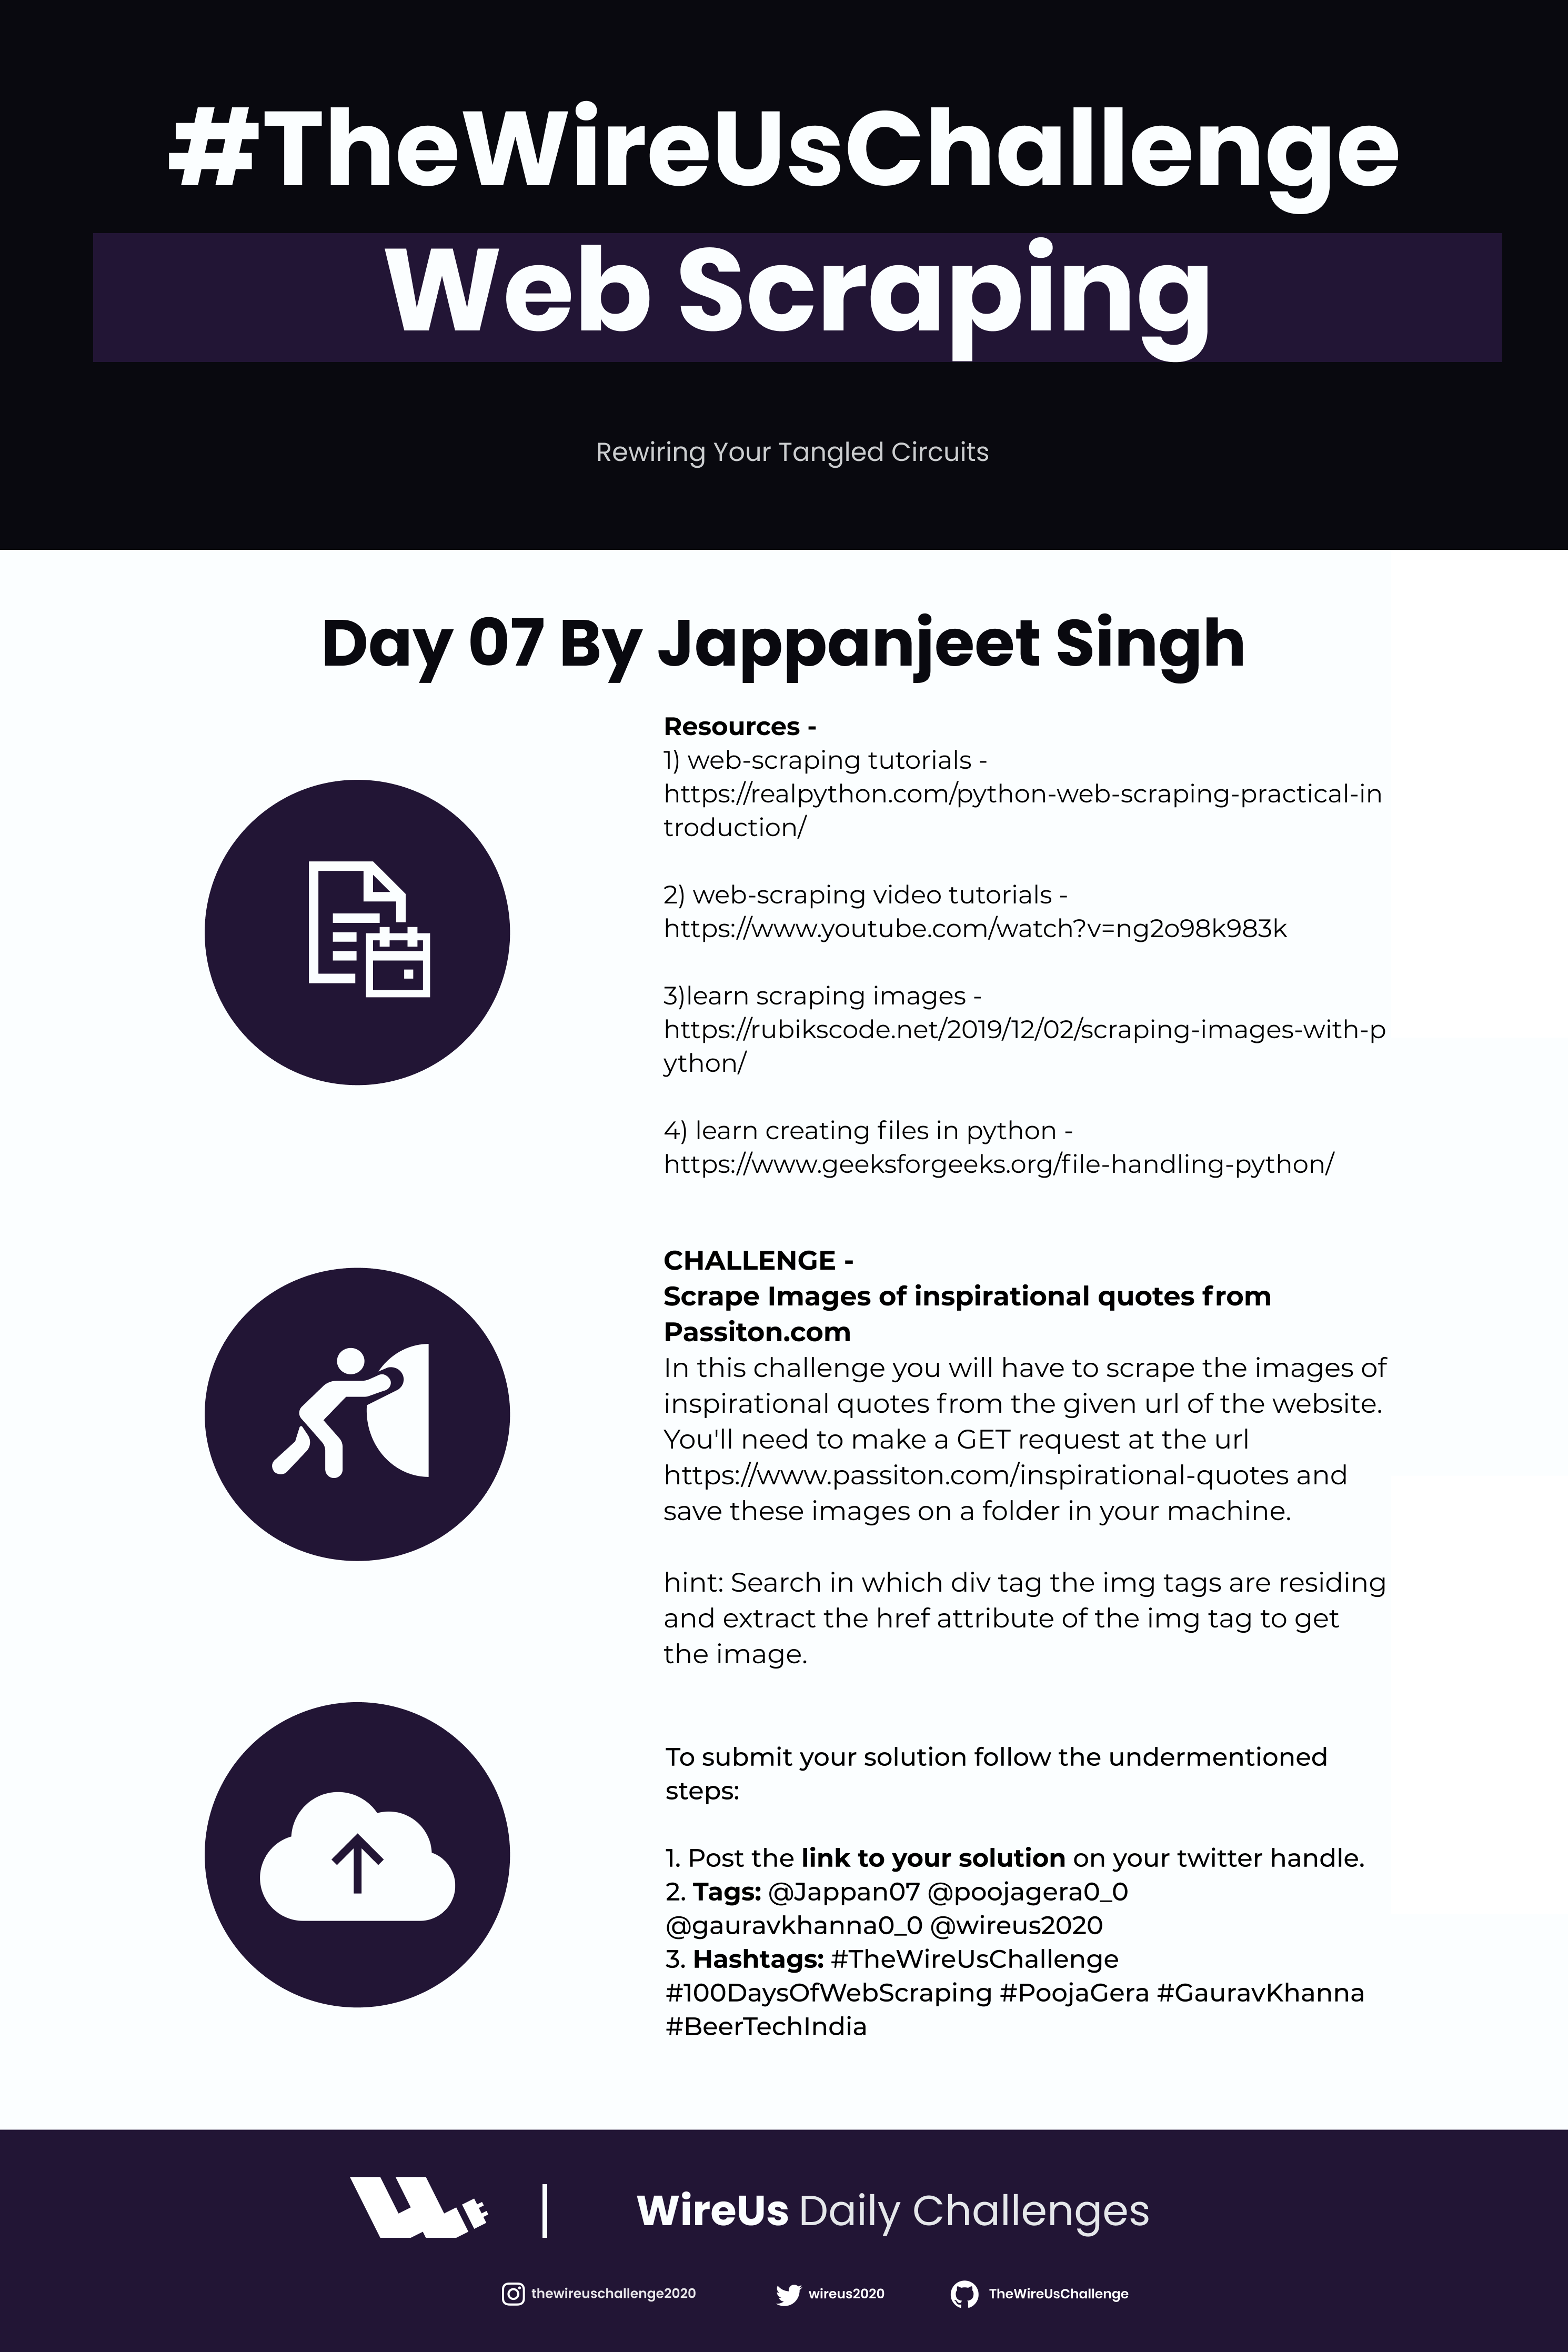 #TheWireUsChallenge
Web Scraping
Rewiring Your Tangled Circuits
Day 07 By Jappanjeet Singh
Resources -
1) web-scraping tutorials -
https://realpython.com/python-web-scraping-practical-in
troduction/
2) web-scraping video tutorials -
https://www.youtube.com/watch?v=ng2o98k983k
3)learn scraping images -
https://rubikscode.net/2019/12/02/scraping-images-with-p
ython/
4) learn creating files in python -
https://www.geeksforgeeks.org/file-handling-python/
CHALLENGE -
Scrape Images of inspirational quotes from
Passiton.com
In this challenge you will have to scrape the images of
inspirational quotes from the given url of the website.
You'll need to make a GET request at the url
https://www.passiton.com/inspirational-quotes and
save these images on a folder in your machine.
hint: Search in which div tag the img tags are residing
and extract the href attribute of the img tag to get
the image.
To submit your solution follow the undermentioned
steps:
1. Post the link to your solution on your twitter handle.
2. Tags: @Jappan07 @poojagera0_0
@gauravkhanna0_0 @wireus2020
3. Hashtags: #TheWireUsChallenge
#100DaysOfWebScraping #PoojaGera #GauravKhanna
#BeerTechIndia
WireUs Daily Challenges
thewireuschallenge2020 wireus2020 TheWireUsChallenge